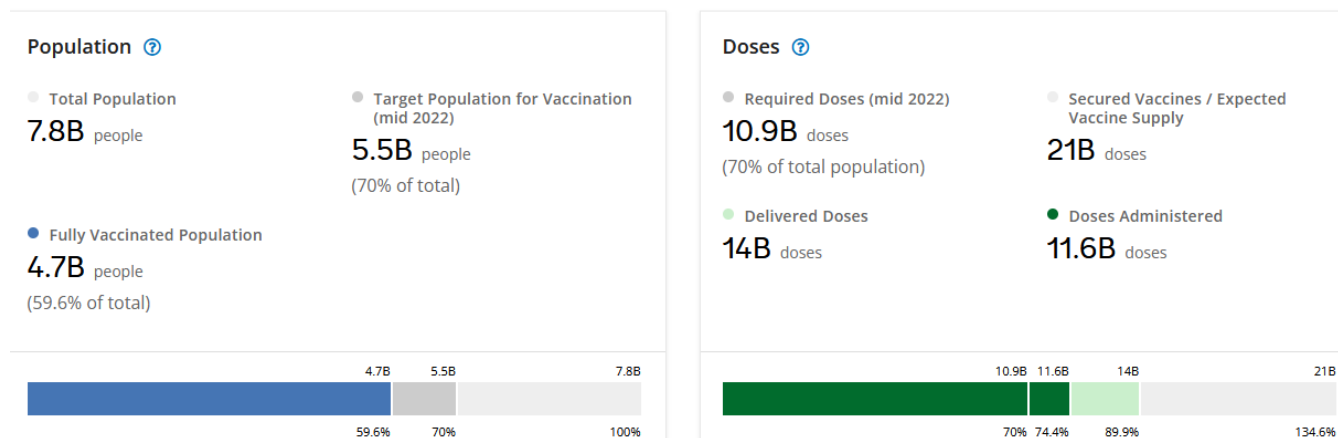 Population ?
Total Population
7.8B people
Target Population for Vaccination
(mid 2022)
5.5B people
(70% of total)
Fully Vaccinated Population
4.7B people
(59.6% of total)
4.7B 5.5B 7.8B
59.6% 70% 100%
Doses ?
Required Doses (mid 2022)
10.9B doses
(70% of total population)
Secured Vaccines / Expected
Vaccine Supply
21B doses
Delivered Doses
14B doses
Doses Administered
11.6B doses
10.9B 11.6B 14B 21B
70% 74.4% 89.9% 134.6%